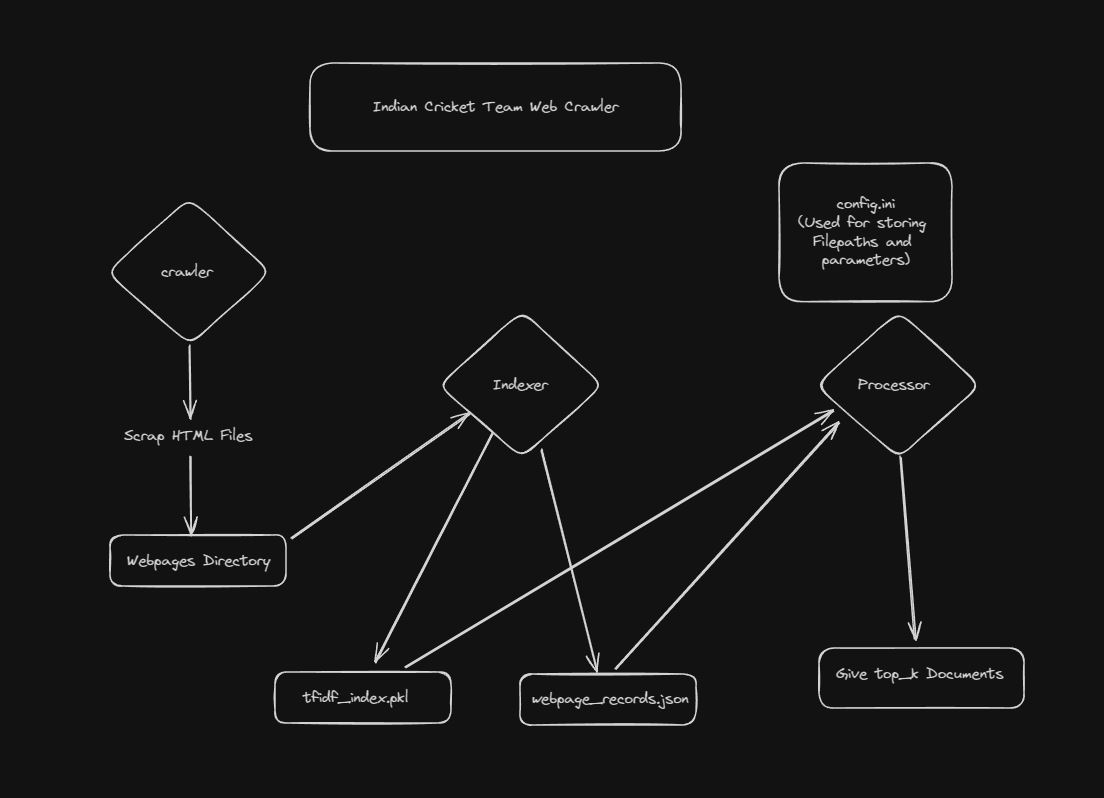 Indian Cricket Team Web Crawler
config.ini
(Used for storing
Filepaths and
parameters)
crawler
Indexer
Processor
Scrap HTML Files
Webpages Directory
tfidf_index.pkl
webpage_records.json
Give top_k Documents